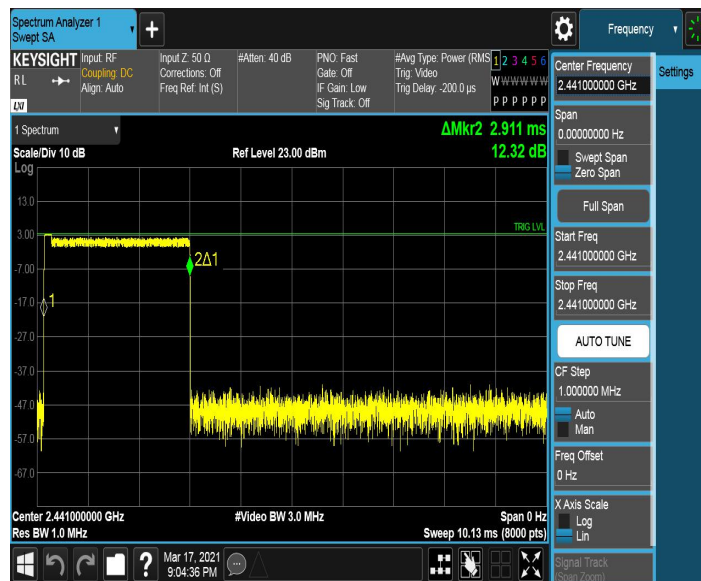 Spectrum Analyzer 1
Swept SA
+
Frequency
KEYSIGHT
RL
LXI
Input: RF
Coupling: DC
Align: Auto
Input Z: 50 Ω
Corrections: Off
Freq Ref: Int (S)
#Atten: 40 dB
PNO: Fast
Gate: Off
IF Gain: Low
Sig Track: Off
#Avg Type: Power (RMS
Trig: Video
Trig Delay: -200.0 µs
1 2 3 4 5 6
W W W W W W
P P P P P P
1 Spectrum
Scale/Div 10 dB
Log
Ref Level 23.00 dBm
ΔMkr2 2.911 ms
12.32 dB
13.0
3.00
-7.00
-17.0
-27.0
-37.0
-47.0
-57.0
-67.0
TRIG LVL
2Δ1
1
Center 2.441000000 GHz
Res BW 1.0 MHz
#Video BW 3.0 MHz
Span 0 Hz
Sweep 10.13 ms (8000 pts)
?
Mar 17, 2021
9:04:36 PM
Center Frequency
2.441000000 GHz
Settings
Span
0.00000000 Hz
Swept Span
Zero Span
Full Span
Start Freq
2.441000000 GHz
Stop Freq
2.441000000 GHz
AUTO TUNE
CF Step
1.000000 MHz
Auto
Man
Freq Offset
0 Hz
X Axis Scale
Log
Lin
Signal Track
(Span Zoom)